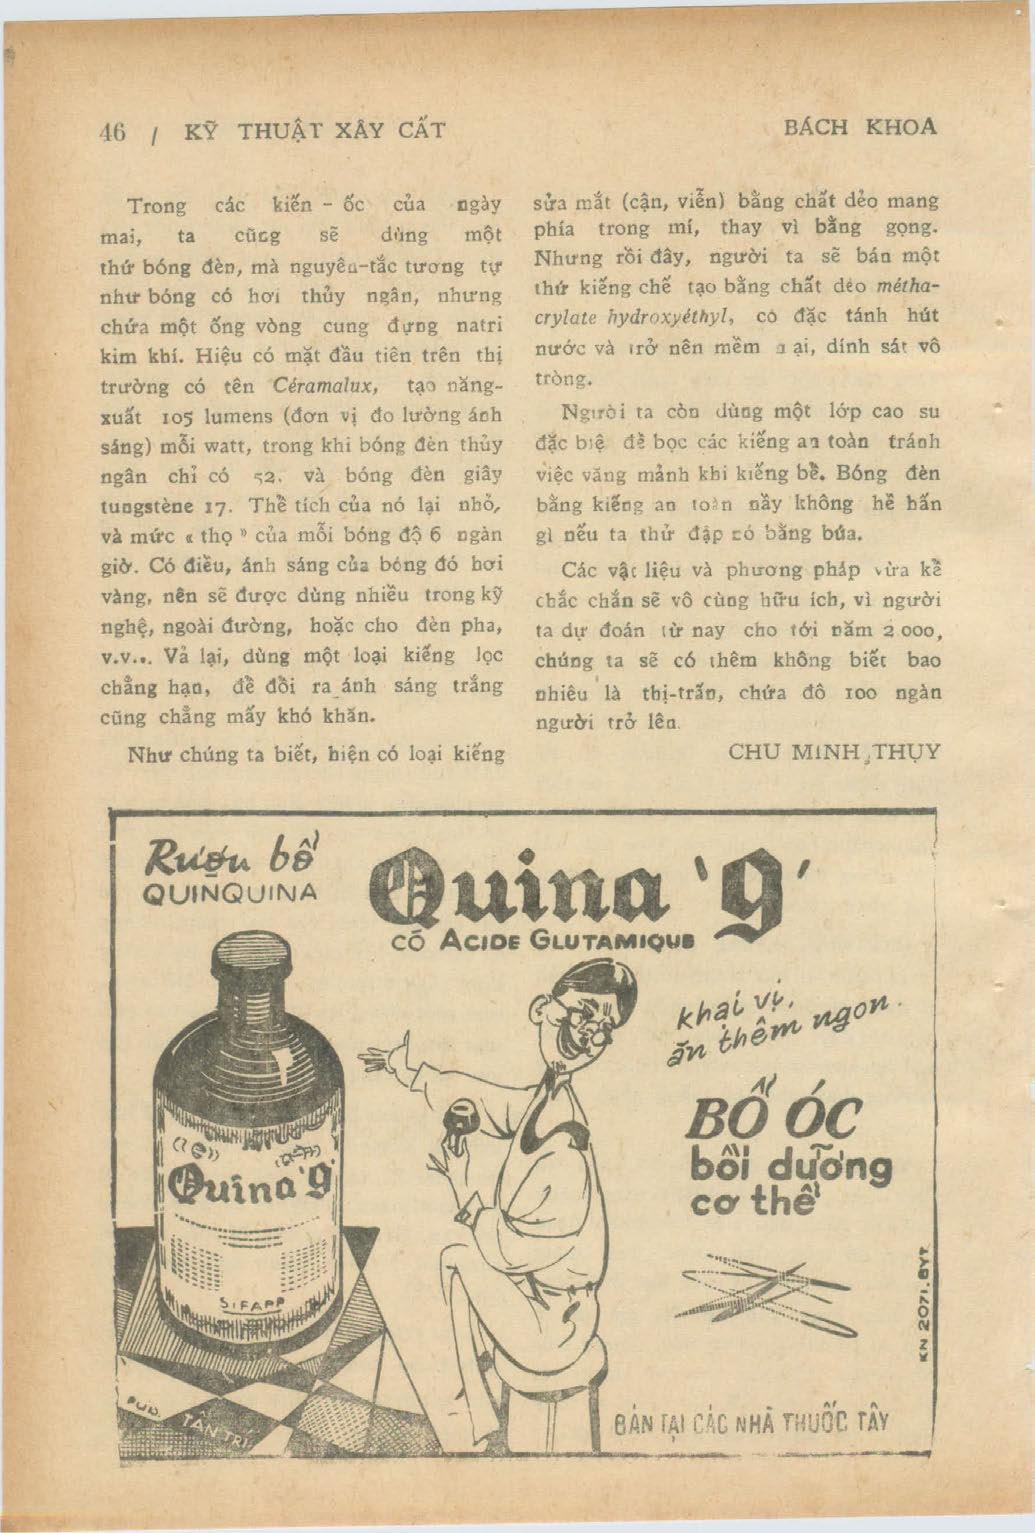 46 / KỸ THUẬT XÂY CẤT
BÁCH KHOA
Trong các kiến - ốc của ngày
mai, ta cũng sẽ dùng một
thứ bóng đèn, mà nguyên-tắc tương tự
như bóng có hơi thủy ngân, nhưng
chứa một ống vòng cung đựng natri
kim khí. Hiệu có mặt đầu tiên trên thị
trường có tên Céramalux, tạo năng-
xuất 105 lumens (đơn vị đo lường ánh
sáng) mỗi watt, trong khi bóng đèn thủy
ngân chỉ có 52. và bóng đèn giây
tungstène 17. Thể tích của nó lại nhỏ,
và mức « thọ » của mỗi bóng độ 6 ngàn
giờ. Có điều, ánh sáng của bóng đó hơi
vàng, nên sẽ được dùng nhiều trong kỹ
nghệ, ngoài đường, hoặc cho đèn pha,
v.v... Vả lại, dùng một loại kiếng lọc
chẳng hạn, để đổi ra ánh sáng trắng
cũng chẳng mấy khó khăn.
Như chúng ta biết, hiện có loại kiếng
sửa mắt (cận, viễn) bằng chất dẻo mang
phía trong mí, thay vì bằng gọng.
Nhưng rồi đây, người ta sẽ bán một
thứ kiếng chế tạo bằng chất dẻo métha-
crylate hydroxyéthyl, có đặc tánh hút
nước và trở nên mềm mại, dính sát vô
tròng.
Người ta còn dùng một lớp cao su
đặc biệ để bọc các kiếng an toàn tránh
việc văng mảnh khi kiếng bể. Bóng đèn
bằng kiếng an toàn nầy không hề hấn
gì nếu ta thử đập nó bằng búa.
Các vật liệu và phương pháp vừa kể
chắc chắn sẽ vô cùng hữu ích, vì người
ta dự đoán từ nay cho tới năm 2 000,
chúng ta sẽ có thêm không biết bao
nhiêu là thị-trấn, chứa đô 100 ngàn
người trở lên.
CHU MINH THỤY
Rượu bổ
QUINQUINA
Quina '9'
CÓ ACIDE GLUTAMIQUE
khai vị,
ăn thêm ngon.
BỔ ÓC
bồi dưỡng
cơ thể
Quina '9'
SIFAPP
KN 2071.BYT
PUB. TÂN TRÍ
BÁN TẠI CÁC NHÀ THUỐC TÂY